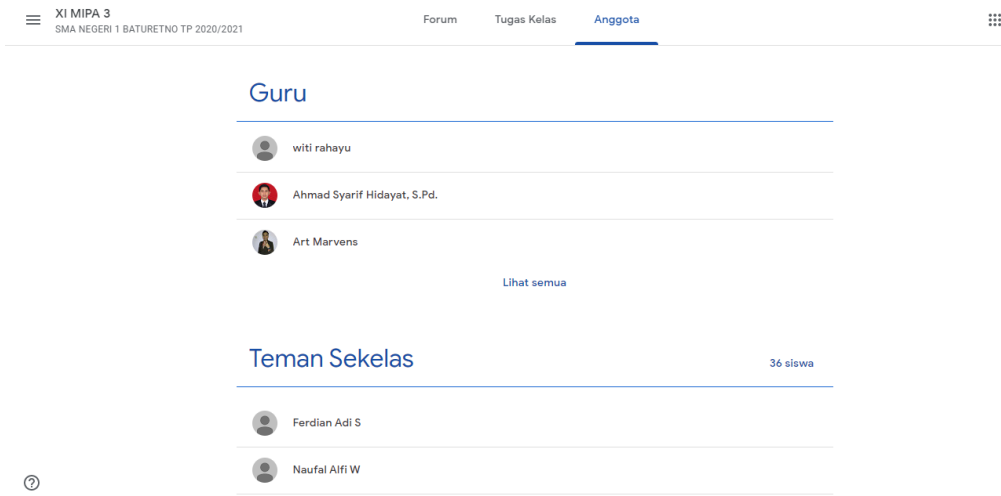 XI MIPA 3
SMA NEGERI 1 BATURETNO TP 2020/2021
Forum Tugas Kelas Anggota
Guru
witi rahayu
Ahmad Syarif Hidayat, S.Pd.
Art Marvens
Lihat semua
Teman Sekelas 36 siswa
Ferdian Adi S
Naufal Alfi W